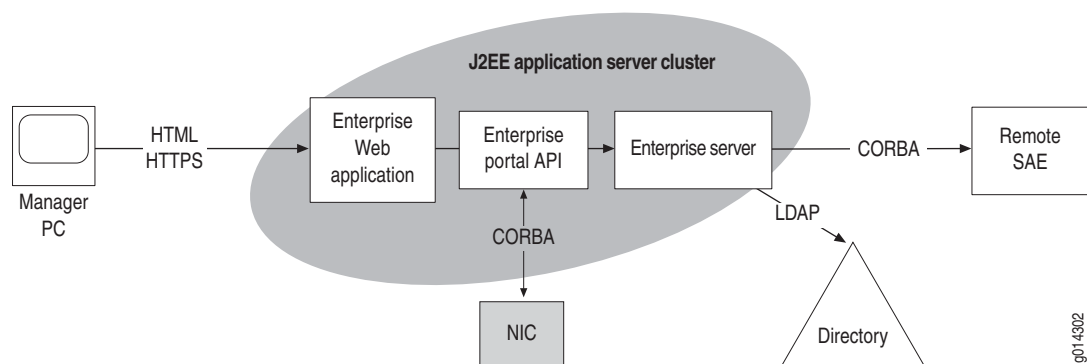 J2EE application server cluster
Manager
PC
HTML
HTTPS
Enterprise
Web
application
Enterprise
portal API
Enterprise server
CORBA
Remote
SAE
CORBA
LDAP
NIC
Directory
g014302